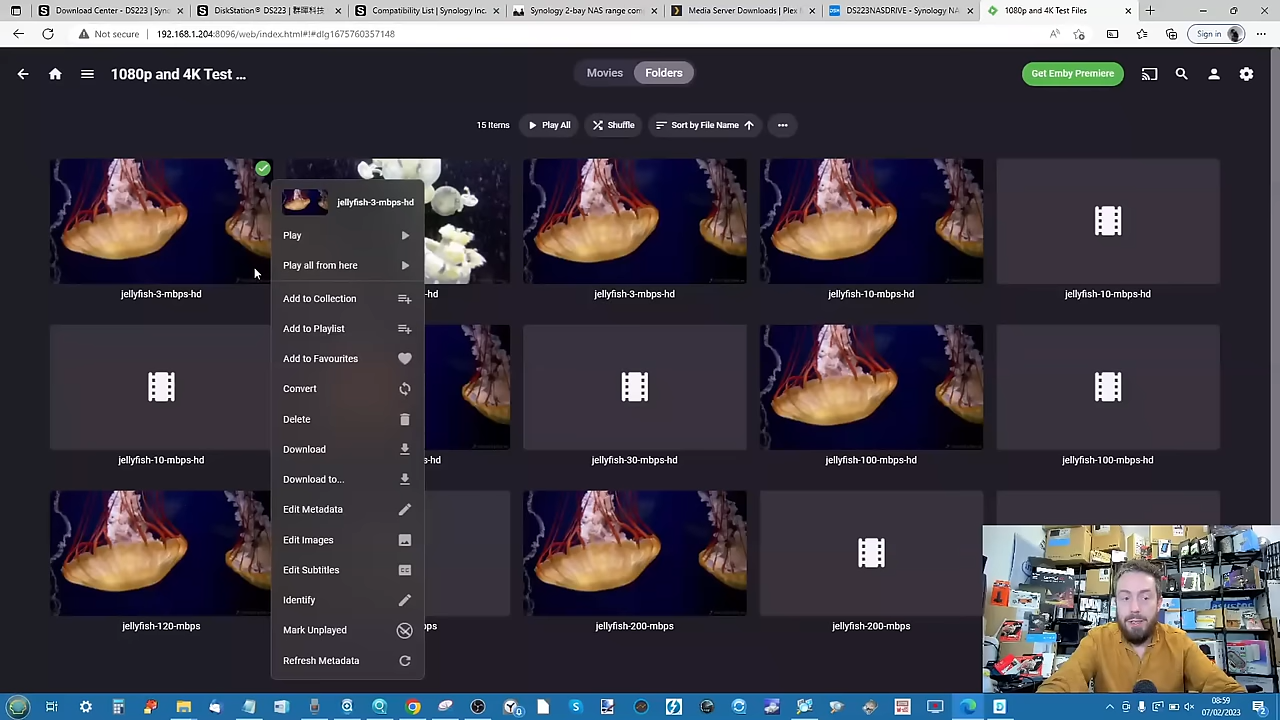 Download Center - DS223 | Syno
DiskStation® DS223 | 群暉科技
Compatibility List | Synology Inc.
Synology 2-bay NAS range com
Media Server Downloads | Plex M
DS223NASDRIVE - Synology NA
1080p and 4K Test Files
Not secure
192.168.1.204:8096/web/index.html#!#dlg1675760357148
Sign in
1080p and 4K Test ...
Movies
Folders
Get Emby Premiere
15 Items
Play All
Shuffle
Sort by File Name
jellyfish-3-mbps-hd
Play
Play all from here
Add to Collection
Add to Playlist
Add to Favourites
Convert
Delete
Download
Download to...
Edit Metadata
Edit Images
Edit Subtitles
Identify
Mark Unplayed
Refresh Metadata
jellyfish-3-mbps-hd
-hd
jellyfish-3-mbps-hd
jellyfish-10-mbps-hd
jellyfish-10-mbps-hd
jellyfish-10-mbps-hd
s-hd
jellyfish-30-mbps-hd
jellyfish-100-mbps-hd
jellyfish-100-mbps-hd
jellyfish-120-mbps
ps
jellyfish-200-mbps
jellyfish-200-mbps
08:59
07/02/2023